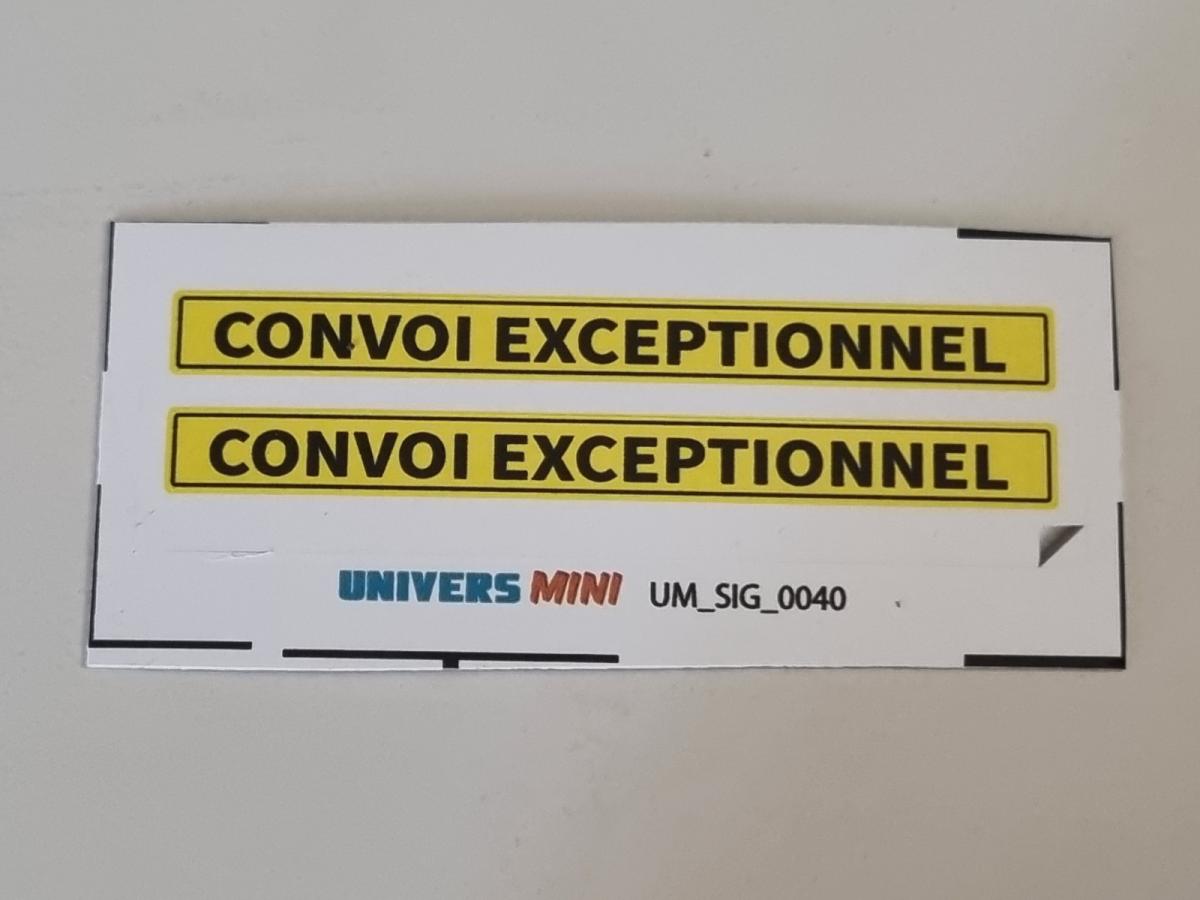 CONVOI EXCEPTIONNEL
CONVOI EXCEPTIONNEL
UNIVERS MINI UM_SIG_0040